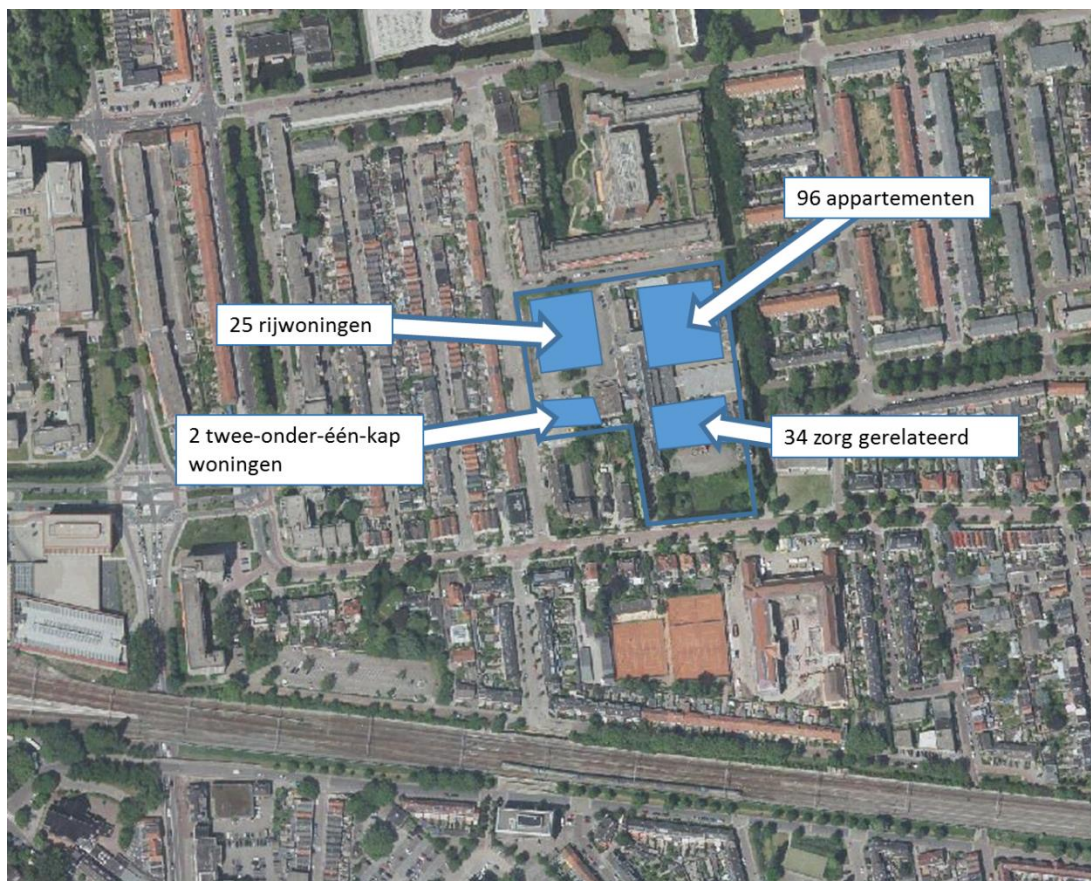 96 appartementen
25 rijwoningen
2 twee-onder-één-kap
woningen
34 zorg gerelateerd